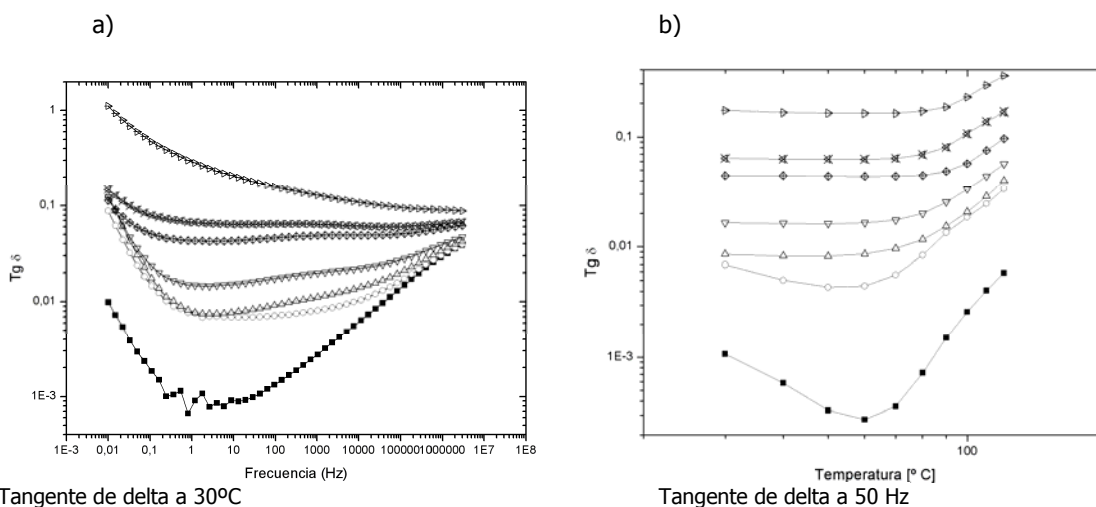 a)
b)
1
0,1
0,01
1E-3
Tg δ
1E-3 0,01 0,1 1 10 100 1000 10000 100000 1000000 1E7 1E8
Frecuencia (Hz)
0,1
0,01
1E-3
Tg δ
100
Temperatura [º C]
Tangente de delta a 30ºC
Tangente de delta a 50 Hz